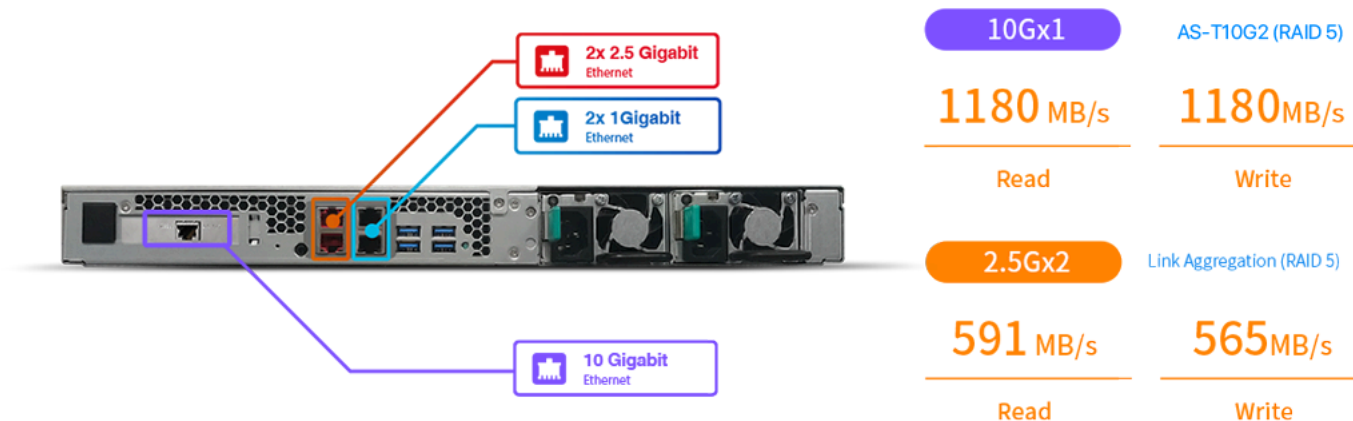 2x 2.5 Gigabit
Ethernet
2x 1Gigabit
Ethernet
10 Gigabit
Ethernet
10Gx1 AS-T10G2 (RAID 5)
1180 MB/s 1180MB/s
Read Write
2.5Gx2 Link Aggregation (RAID 5)
591 MB/s 565MB/s
Read Write